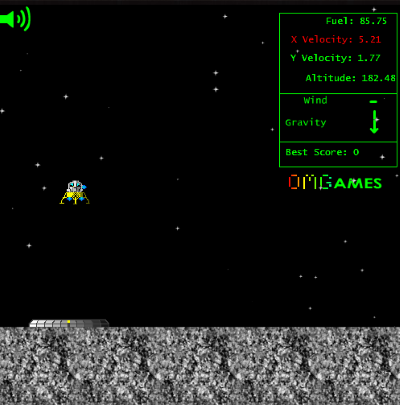 Fuel: 85.75
X Velocity: 5.21
Y Velocity: 1.77
Altitude: 182.48
Wind
Gravity
Best Score: 0
OMGAMES